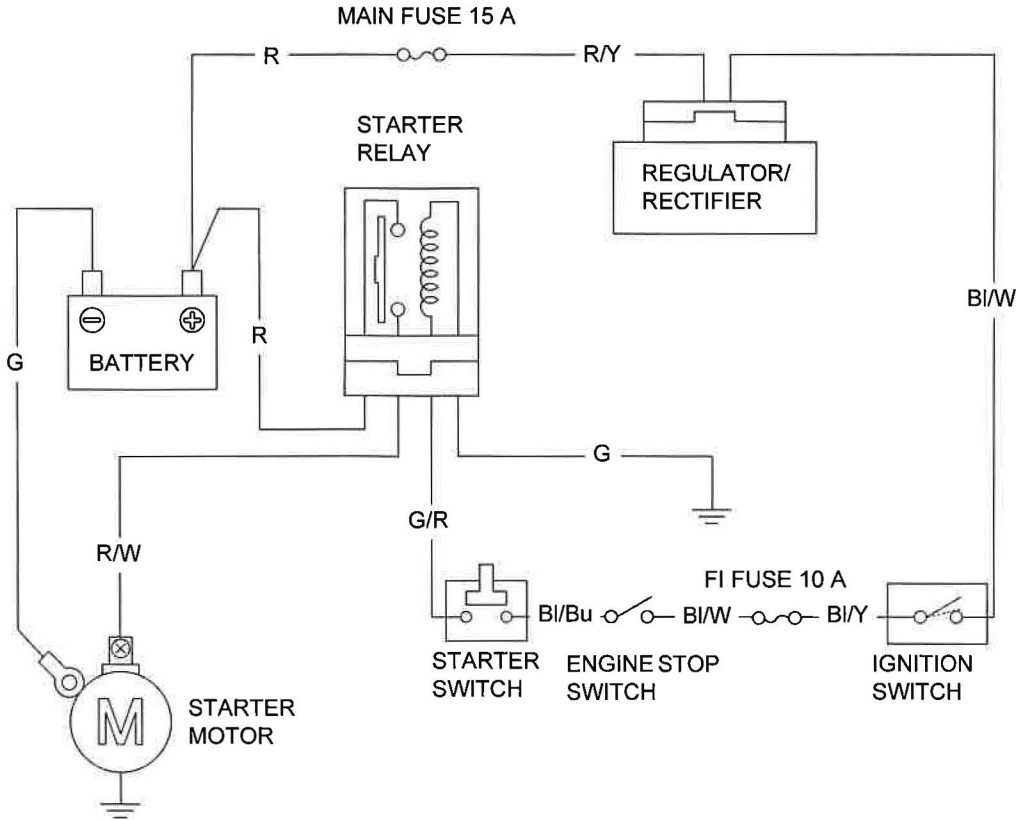 MAIN FUSE 15 A
R
R/Y
STARTER
RELAY
REGULATOR/
RECTIFIER
Bl/W
BATTERY
R
G
G
G/R
R/W
FI FUSE 10 A
Bl/Bu
Bl/W
Bl/Y
STARTER
SWITCH
ENGINE STOP
SWITCH
IGNITION
SWITCH
M
STARTER
MOTOR